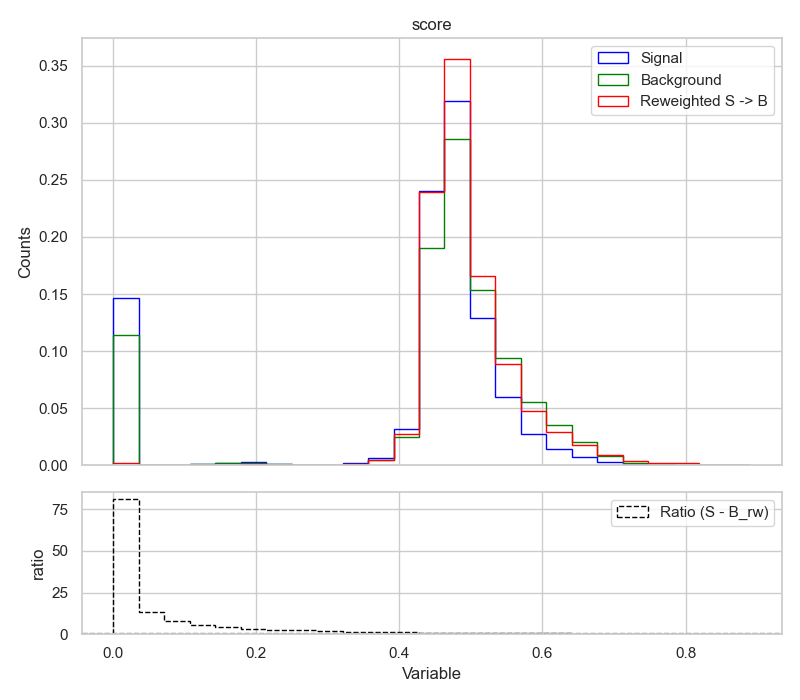 score
0.35
0.30
0.25
0.20
0.15
0.10
0.05
0.00
Counts
Signal
Background
Reweighted S -> B
75
50
25
0
ratio
Ratio (S - B_rw)
0.0
0.2
0.4
0.6
0.8
Variable